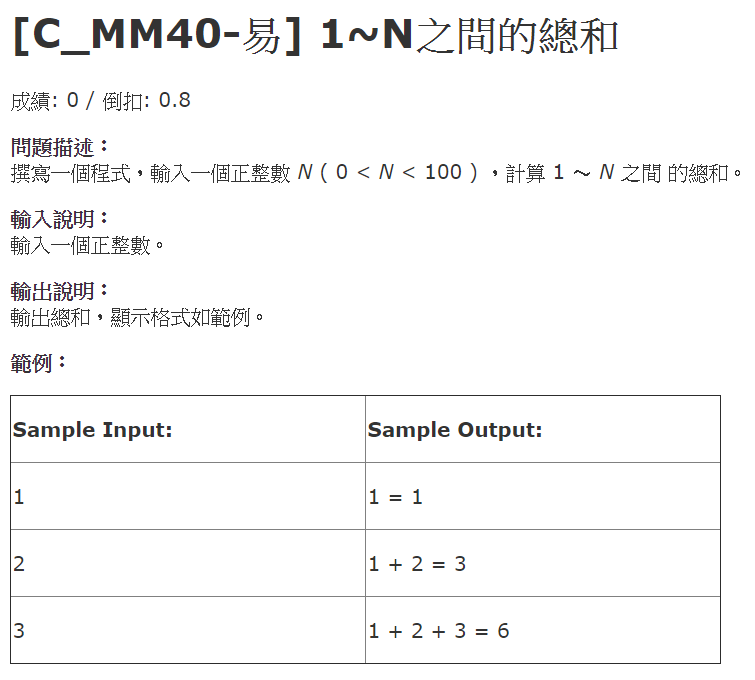 [C_MM40-易] 1~N之間的總和
成績: 0 / 倒扣: 0.8
問題描述：
撰寫一個程式，輸入一個正整數 N ( 0 < N < 100 ) ，計算 1 ～ N 之間 的總和。
輸入說明：
輸入一個正整數。
輸出說明：
輸出總和，顯示格式如範例。
範例：
Sample Input: Sample Output:
1 1 = 1
2 1 + 2 = 3
3 1 + 2 + 3 = 6